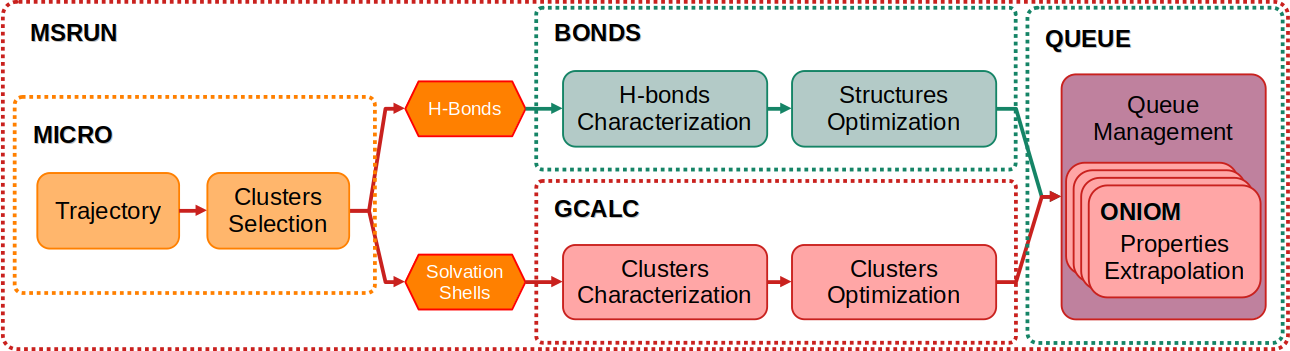 MSRUN
MICRO
Trajectory
Clusters
Selection
H-Bonds
Solvation
Shells
BONDS
H-bonds
Characterization
Structures
Optimization
GCALC
Clusters
Characterization
Clusters
Optimization
QUEUE
Queue
Management
ONIOM
Properties
Extrapolation